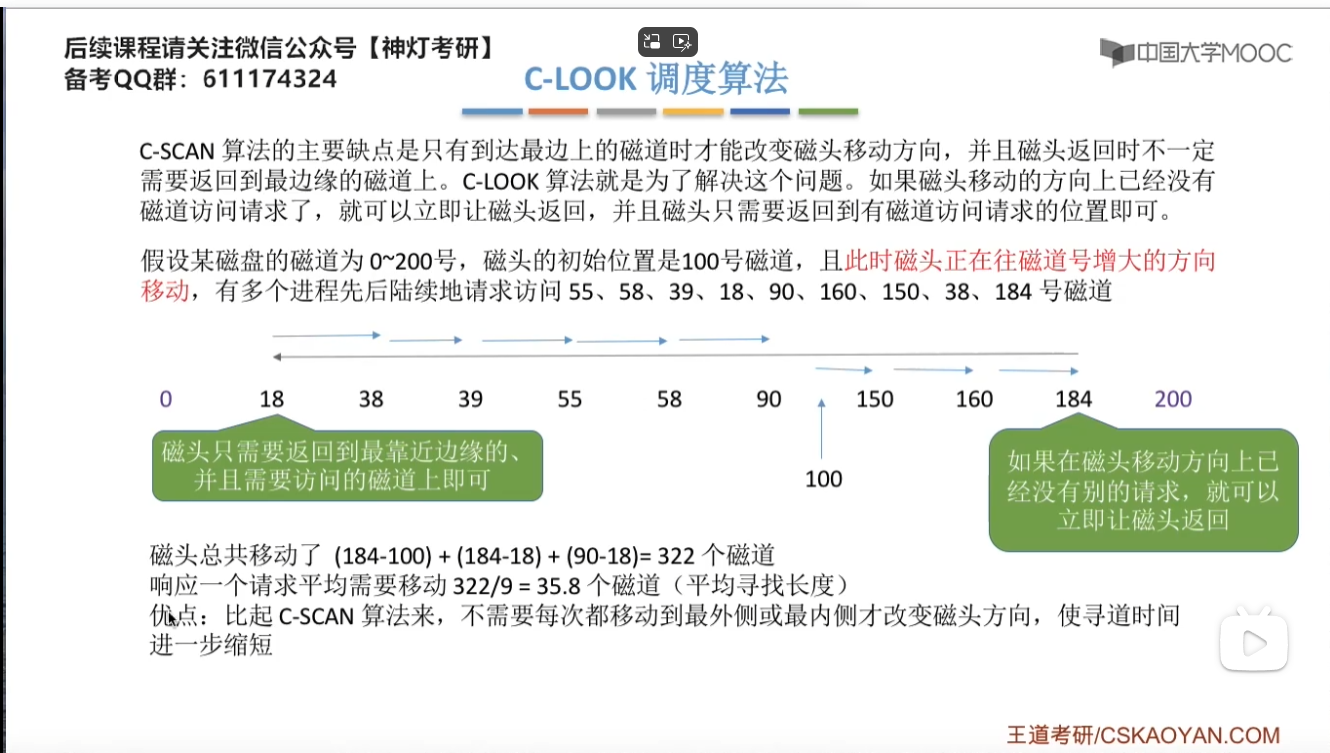 后续课程请关注微信公众号【神灯考研】
备考QQ群：611174324
中国大学MOOC
C-LOOK 调度算法
C-SCAN 算法的主要缺点是只有到达最边上的磁道时才能改变磁头移动方向，并且磁头返回时不一定
需要返回到最边缘的磁道上。C-LOOK 算法就是为了解决这个问题。如果磁头移动的方向上已经没有
磁道访问请求了，就可以立即让磁头返回，并且磁头只需要返回到有磁道访问请求的位置即可。
假设某磁盘的磁道为 0~200号，磁头的初始位置是100号磁道，且此时磁头正在往磁道号增大的方向
移动，有多个进程先后陆续地请求访问 55、58、39、18、90、160、150、38、184 号磁道
0 18 38 39 55 58 90 150 160 184 200
磁头只需要返回到最靠近边缘的、
并且需要访问的磁道上即可
100
如果在磁头移动方向上已
经没有别的请求，就可以
立即让磁头返回
磁头总共移动了 (184-100) + (184-18) + (90-18)= 322 个磁道
响应一个请求平均需要移动 322/9 = 35.8 个磁道（平均寻找长度）
优点：比起 C-SCAN 算法来，不需要每次都移动到最外侧或最内侧才改变磁头方向，使寻道时间
进一步缩短
王道考研/CSKAOYAN.COM